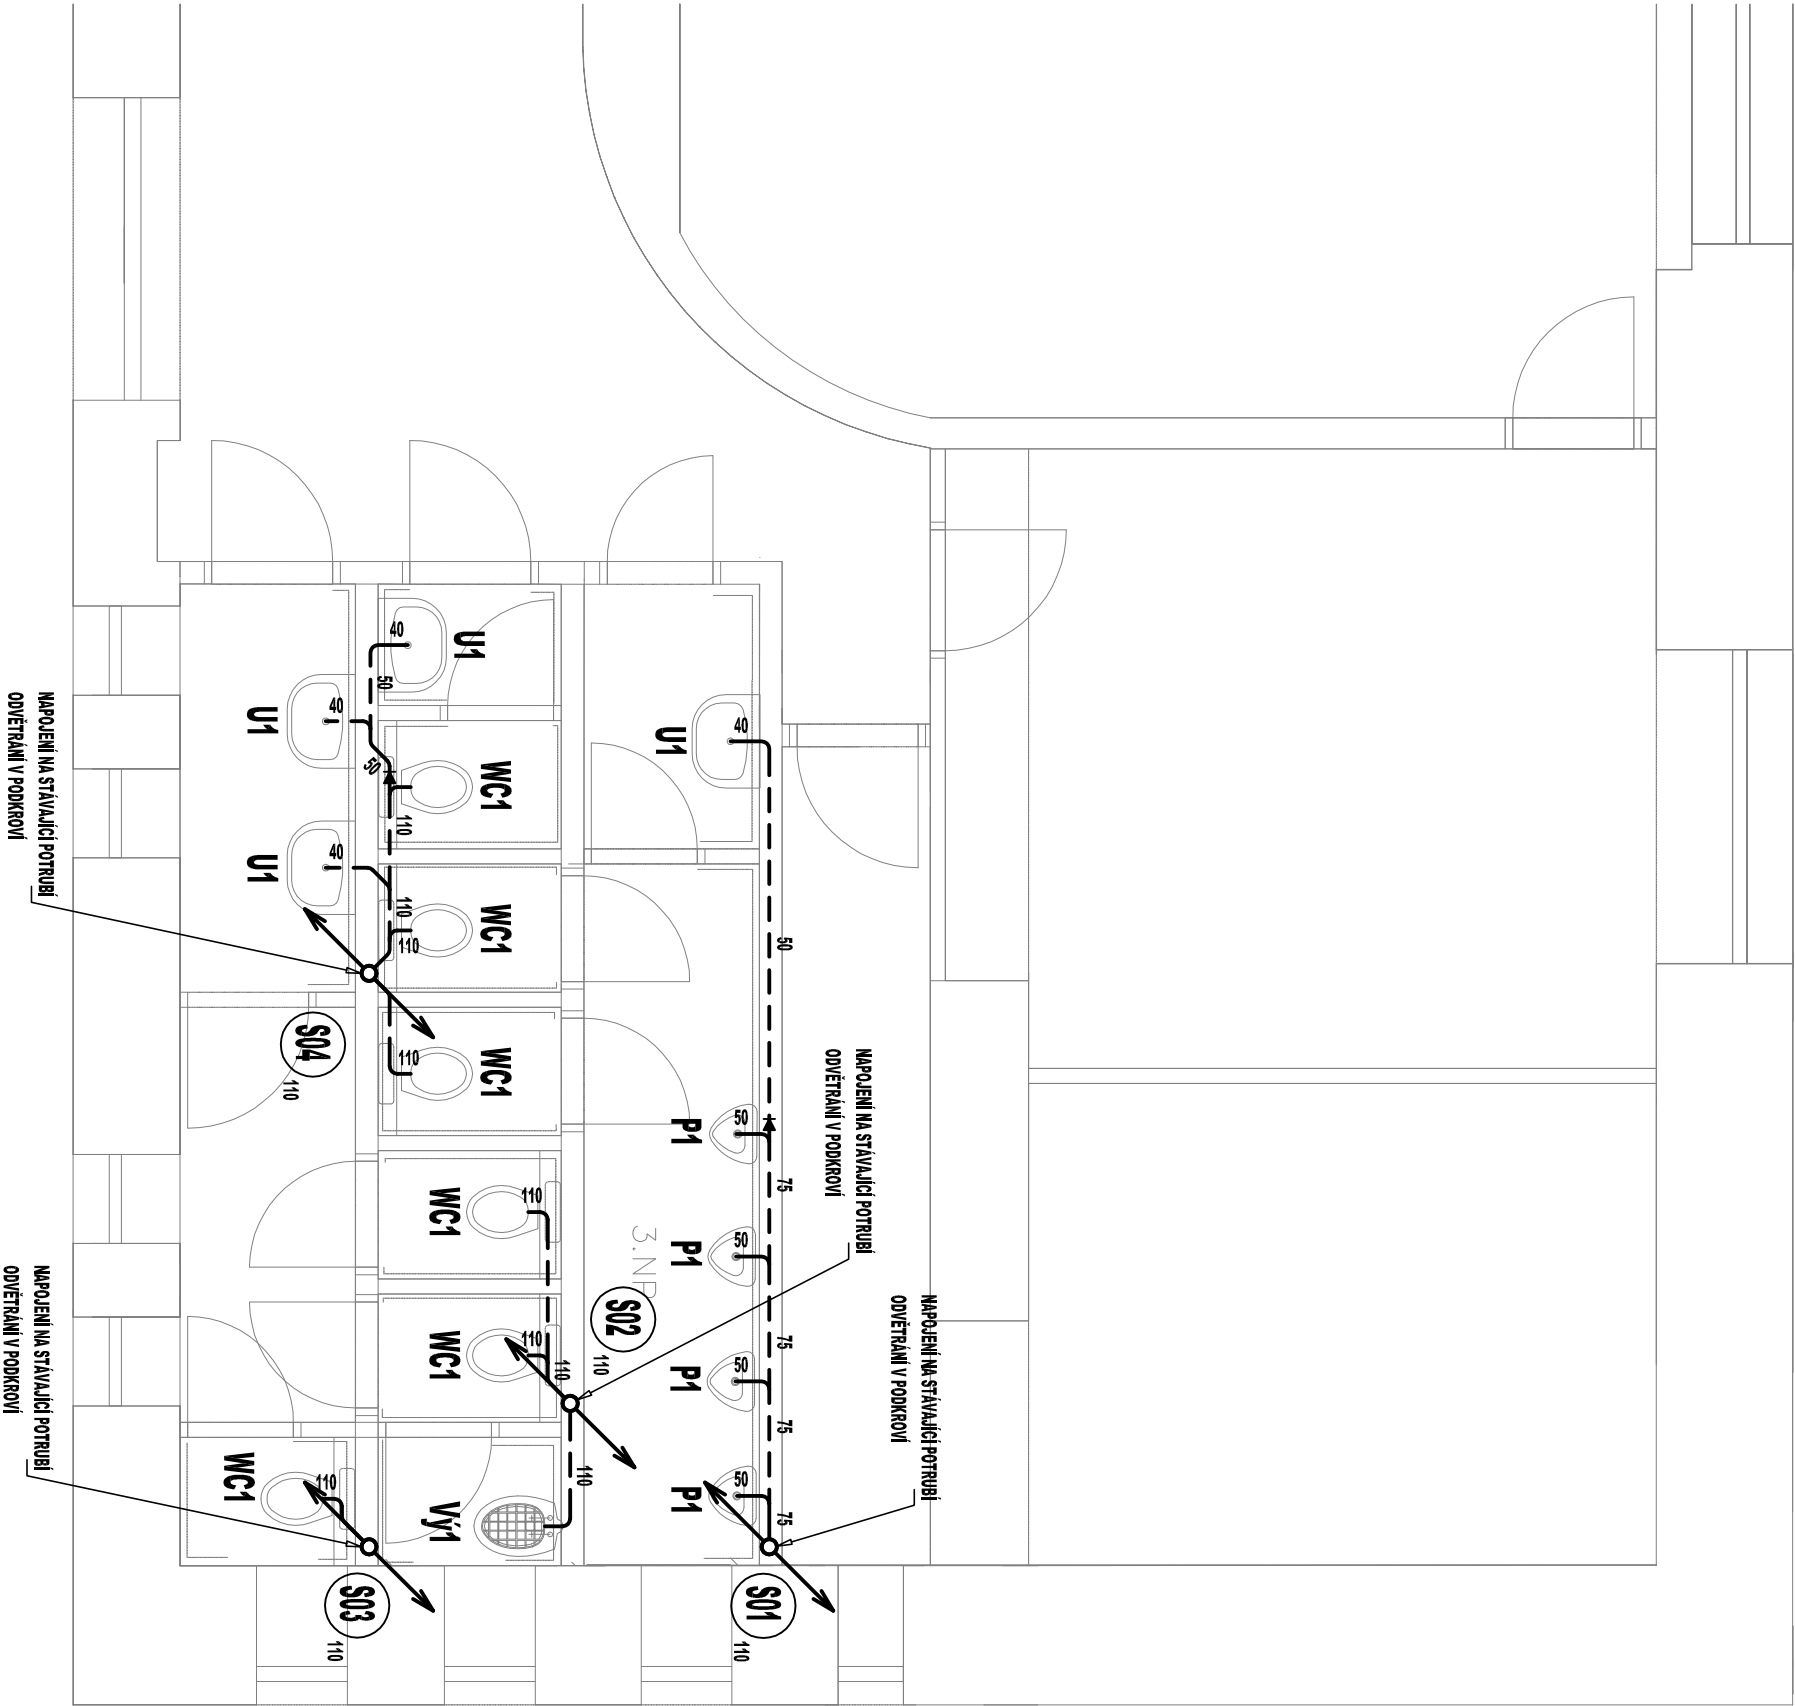 U1
40
50
U1
40
50
U1
40
WC1
110
U1
40
WC1
110
110
50
NAPOJENÍ NA STÁVAJÍCÍ POTRUBÍ
ODVĚTRÁNÍ V PODKROVÍ
S04
110
WC1
110
P1
50
75
NAPOJENÍ NA STÁVAJÍCÍ POTRUBÍ
ODVĚTRÁNÍ V PODKROVÍ
WC1
110
3.NP
P1
50
75
S02
110
WC1
110
110
P1
50
75
NAPOJENÍ NA STÁVAJÍCÍ POTRUBÍ
ODVĚTRÁNÍ V PODKROVÍ
NAPOJENÍ NA STÁVAJÍCÍ POTRUBÍ
ODVĚTRÁNÍ V PODKROVÍ
WC1
110
Vý1
110
P1
50
75
S03
110
S01
110